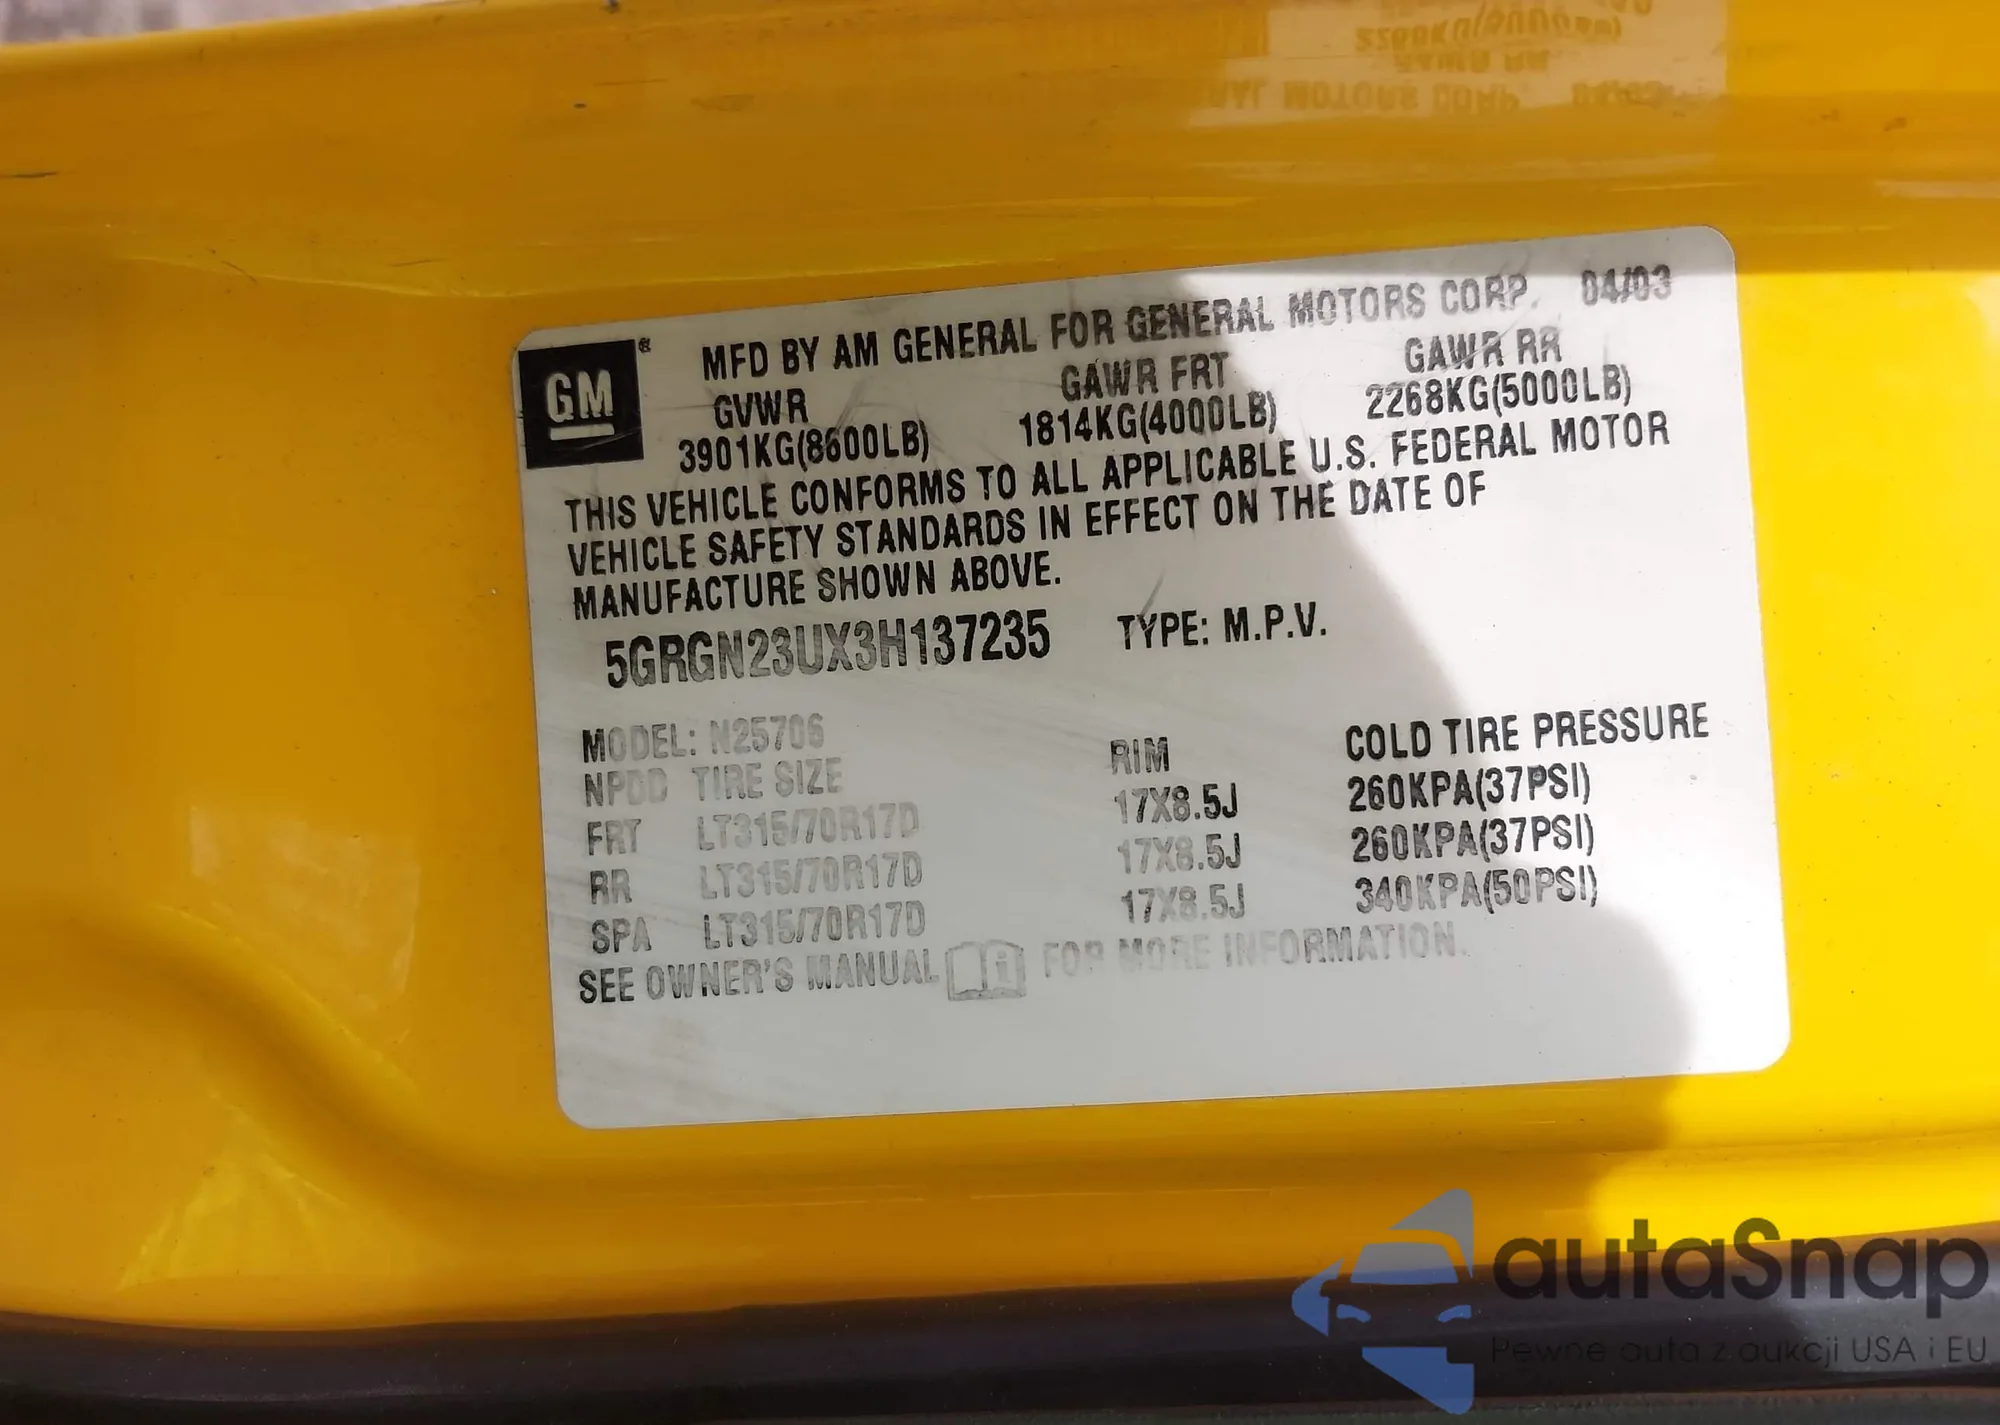 GM
MFD BY AM GENERAL FOR GENERAL MOTORS CORP. 04/03
GVWR GAWR FRT GAWR RR
3901KG(8600LB) 1814KG(4000LB) 2268KG(5000LB)
THIS VEHICLE CONFORMS TO ALL APPLICABLE U.S. FEDERAL MOTOR
VEHICLE SAFETY STANDARDS IN EFFECT ON THE DATE OF
MANUFACTURE SHOWN ABOVE.
5GRGN23UX3H137235 TYPE: M.P.V.
MODEL: N25706
NPDD TIRE SIZE RIM COLD TIRE PRESSURE
FRT LT315/70R17D 17X8.5J 260KPA(37PSI)
RR LT315/70R17D 17X8.5J 260KPA(37PSI)
SPA LT315/70R17D 17X8.5J 340KPA(50PSI)
SEE OWNER'S MANUAL FOR MORE INFORMATION.
autaSnap
Pewne auta z aukcji USA i EU